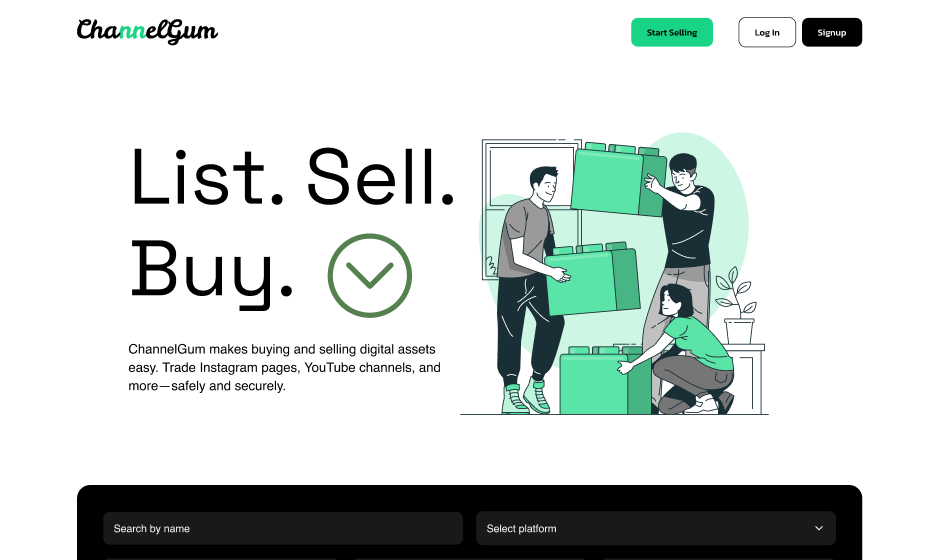 ChannelGum
Start Selling
Log In
Signup
List. Sell.
Buy.
ChannelGum makes buying and selling digital assets
easy. Trade Instagram pages, YouTube channels, and
more—safely and securely.
Search by name
Select platform